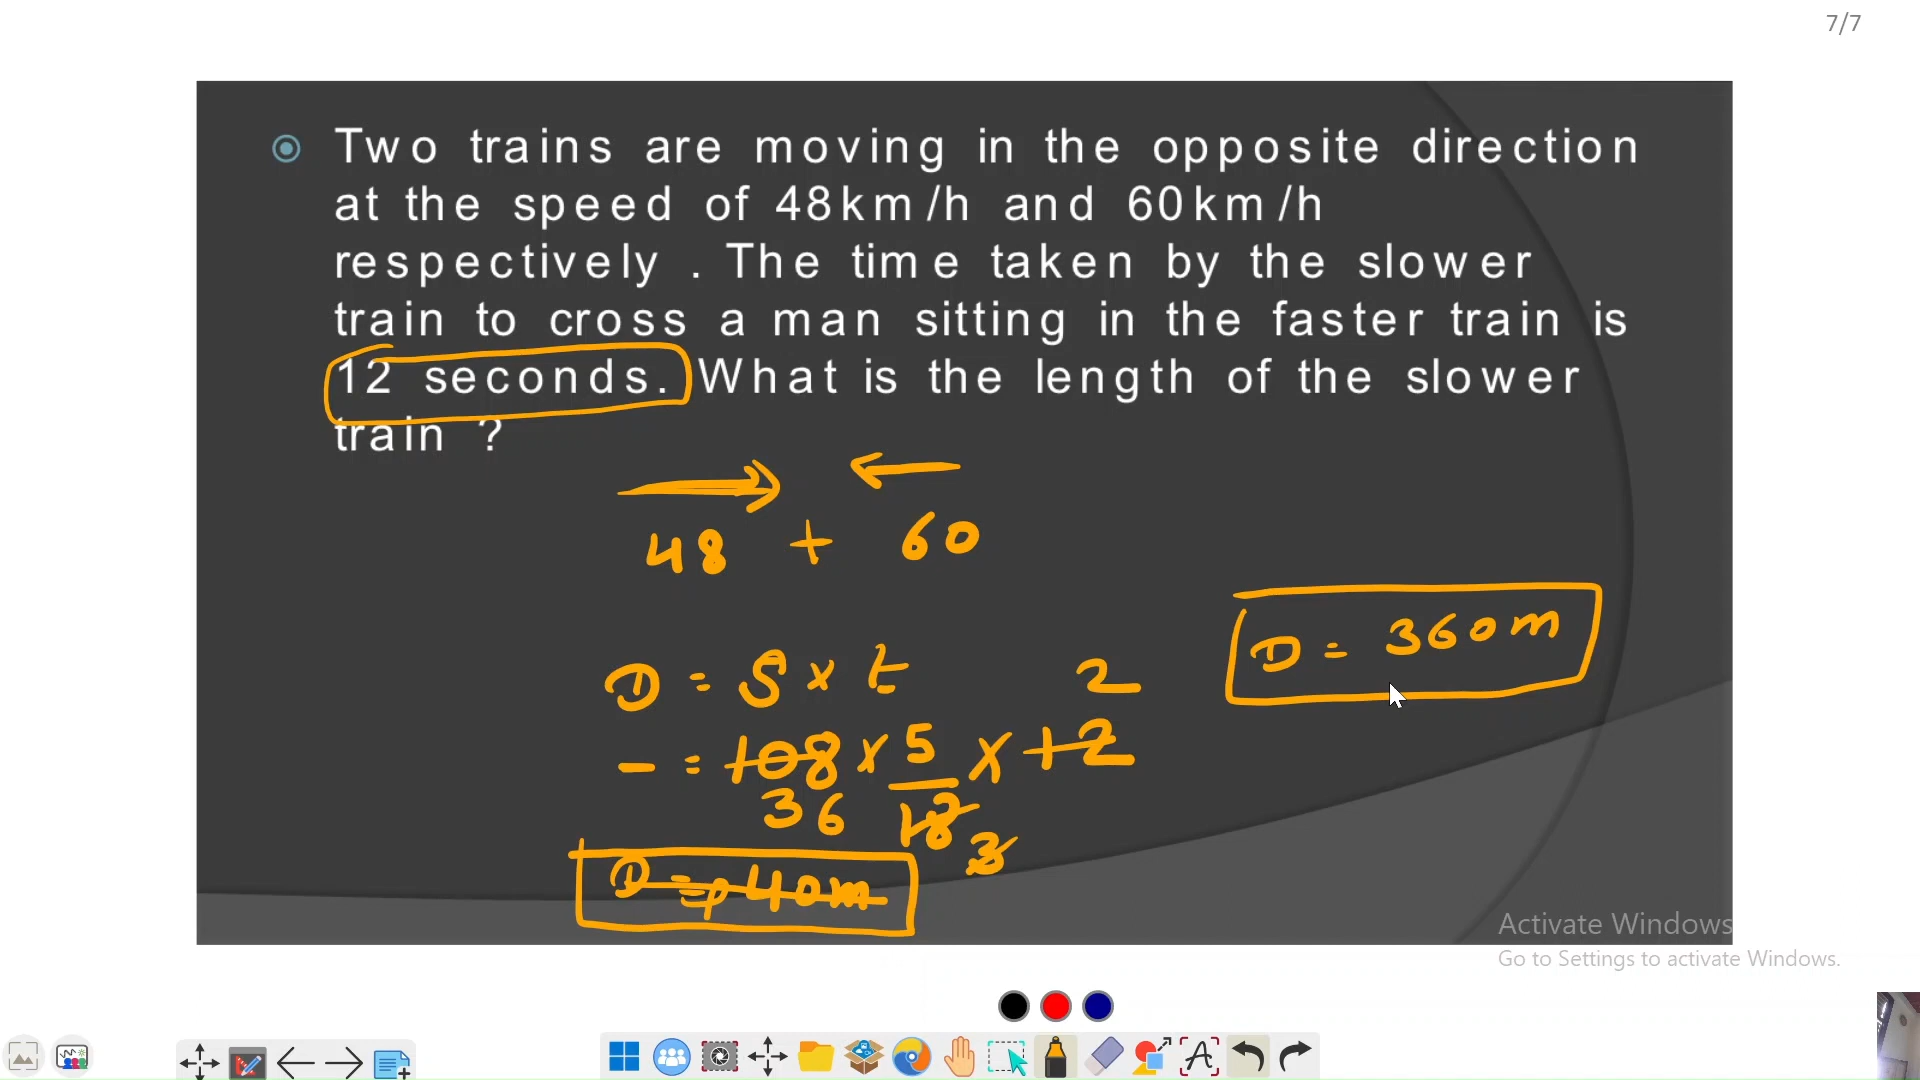 7/7
Two trains are moving in the opposite direction
at the speed of 48km/h and 60km/h
respectively . The time taken by the slower
train to cross a man sitting in the faster train is
12 seconds. What is the length of the slower
train ?
48 + 60
D = 360m
D = S x t 2
- = 108 x 5 x 12
36 18 3
D = 40m
Activate Windows
Go to Settings to activate Windows.